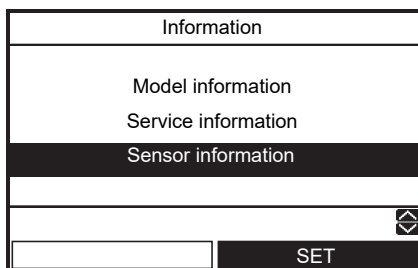 Information
Model information
Service information
Sensor information
SET